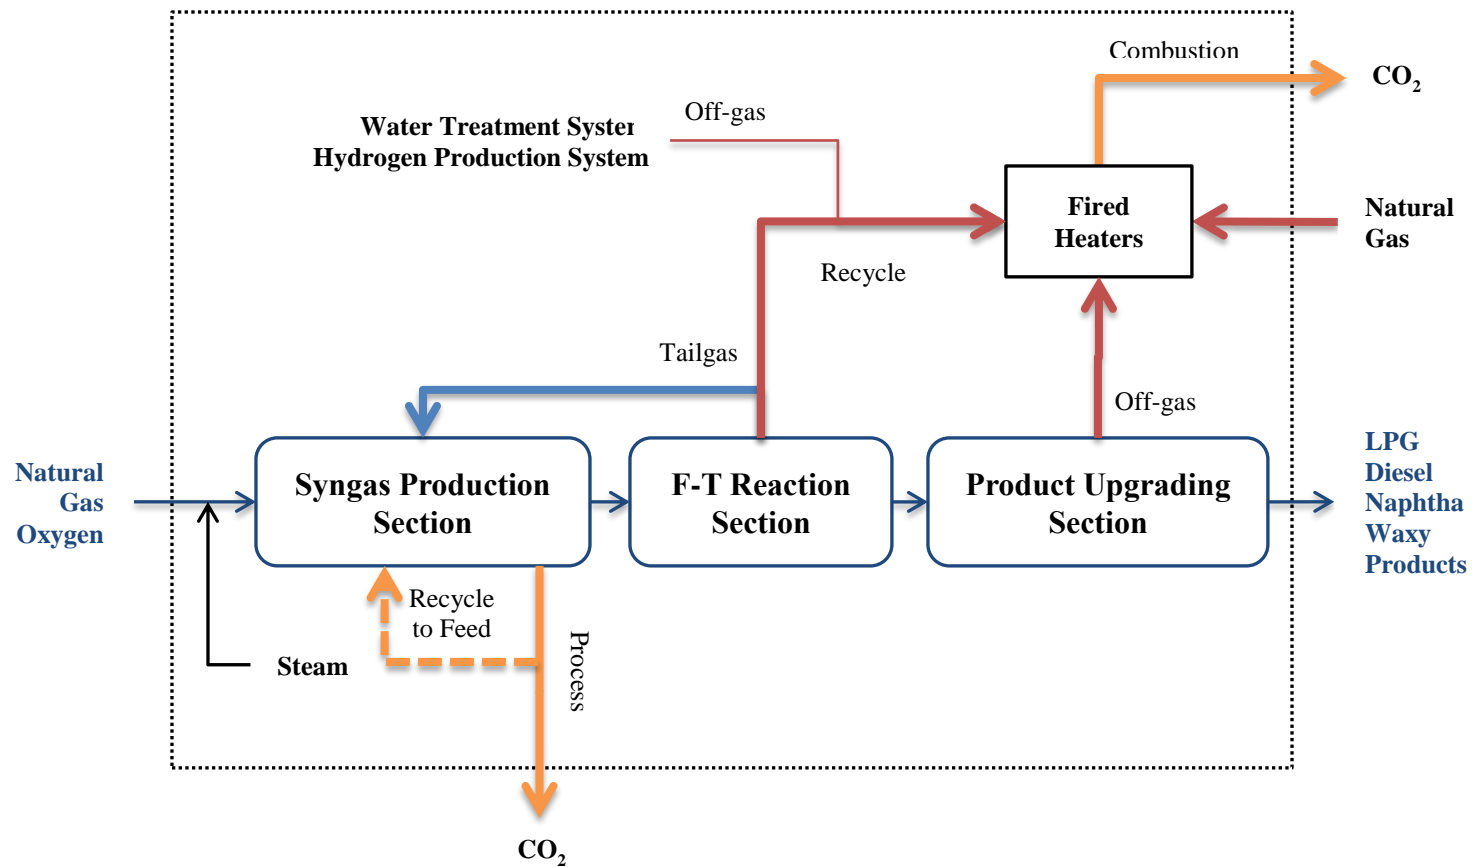 Combustion
CO2
Off-gas
Water Treatment System
Hydrogen Production System
Fired
Heaters
Natural
Gas
Recycle
Tailgas
Off-gas
Natural
Gas
Oxygen
Syngas Production
Section
F-T Reaction
Section
Product Upgrading
Section
LPG
Diesel
Naphtha
Waxy
Products
Recycle
to Feed
Process
Steam
CO2